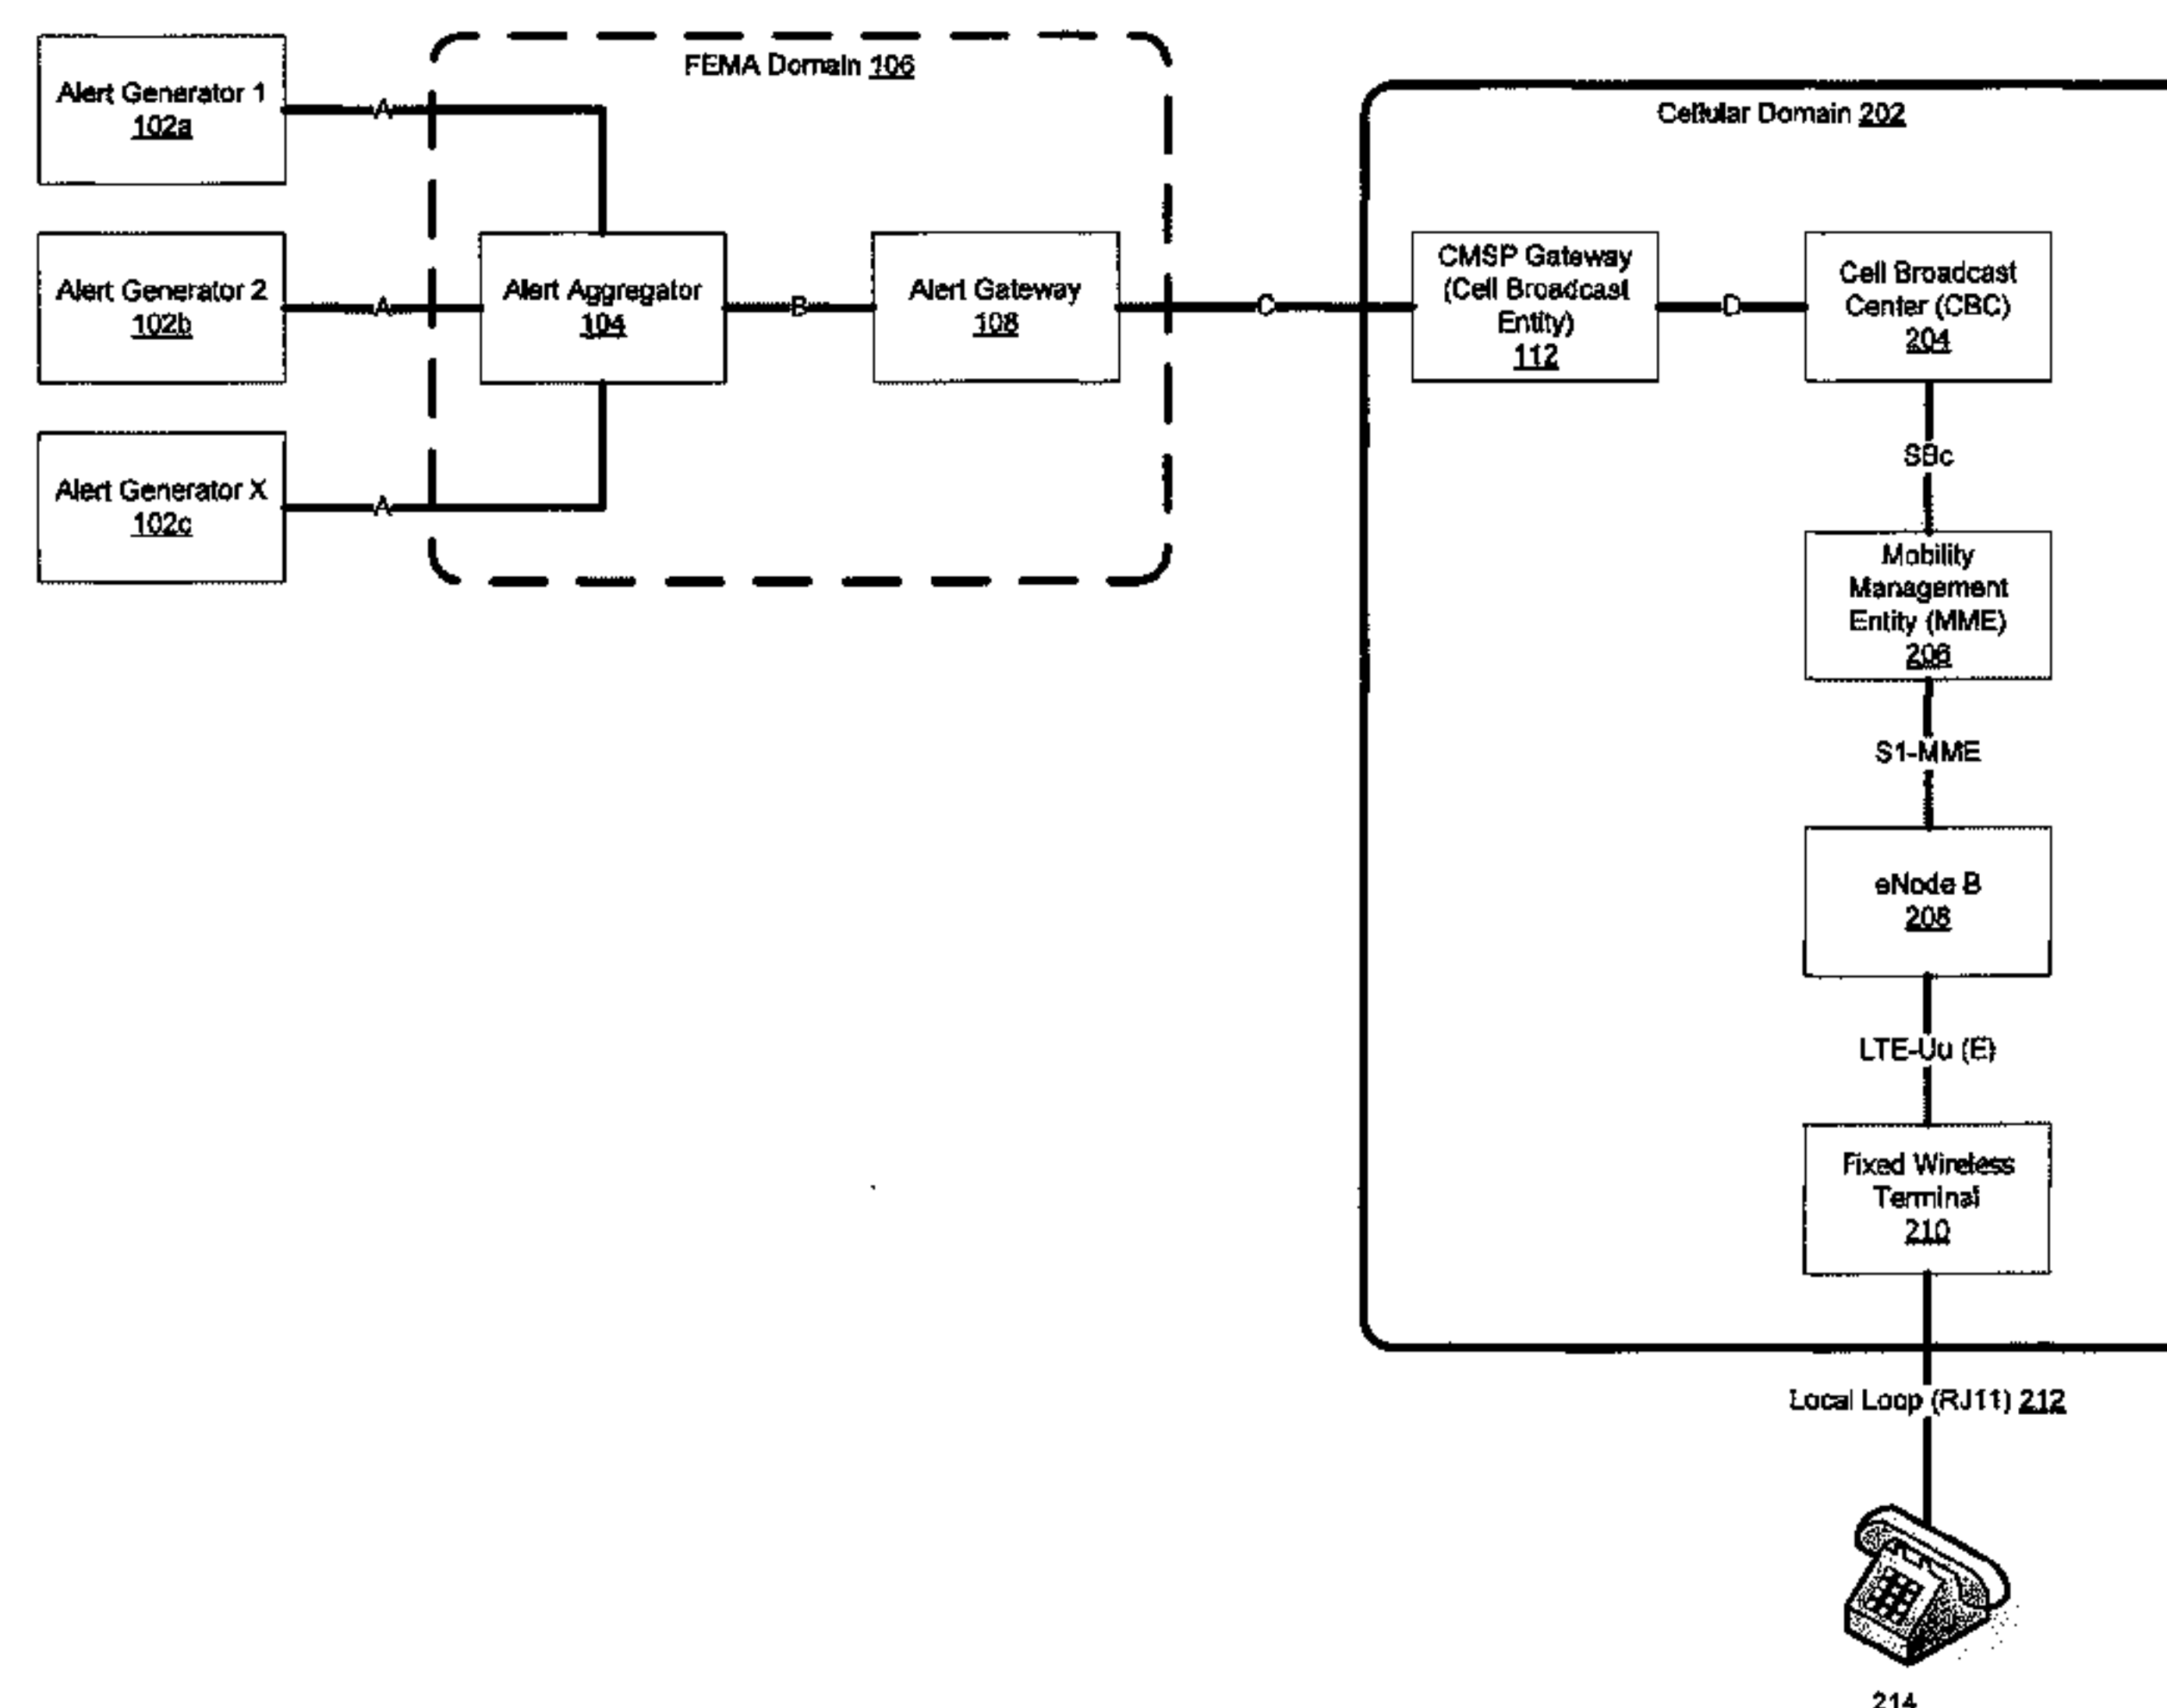 FEMA Domain 106
Cellular Domain 202
Alert Generator 1
102a
A
Alert Generator 2
102b
A
Alert Generator X
102c
A
Alert Aggregator
104
B
Alert Gateway
108
C
CMSP Gateway
(Cell Broadcast
Entity)
112
D
Cell Broadcast
Center (CBC)
204
SBc
Mobility
Management
Entity (MME)
206
S1-MME
eNode B
208
LTE-Uu (E)
Fixed Wireless
Terminal
210
Local Loop (RJ11) 212
214